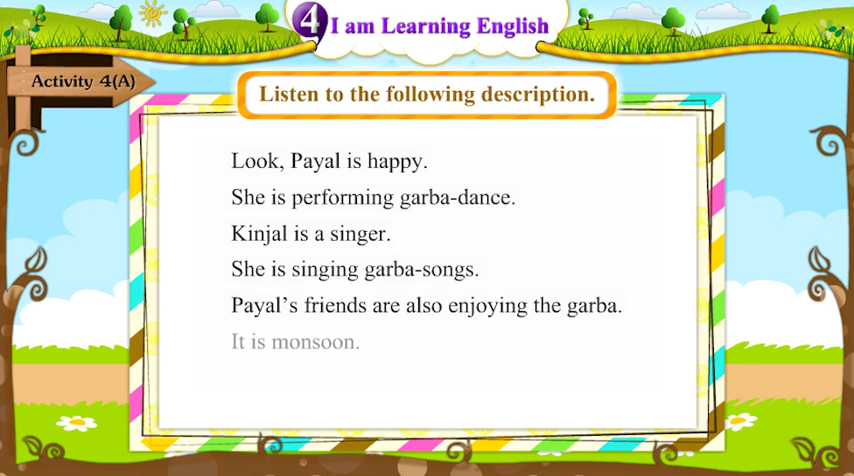 4 I am Learning English
Activity 4(A)
Listen to the following description.
Look, Payal is happy.
She is performing garba-dance.
Kinjal is a singer.
She is singing garba-songs.
Payal’s friends are also enjoying the garba.
It is monsoon.